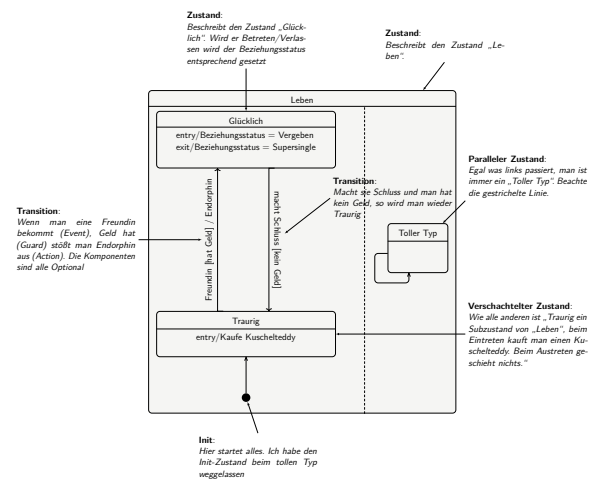 Zustand:
Beschreibt den Zustand „Glück-
lich“. Wird er Betreten/Verlas-
sen wird der Beziehungsstatus
entsprechend gesetzt
Zustand:
Beschreibt den Zustand „Le-
ben“.
Leben
Glücklich
entry/Beziehungsstatus = Vergeben
exit/Beziehungsstatus = Supersingle
Paralleler Zustand:
Egal was links passiert, man ist
immer ein „Toller Typ“. Beachte
die gestrichelte Linie.
Transition:
Macht sie Schluss und man hat
kein Geld, so wird man wieder
Traurig
Transition:
Wenn man eine Freundin
bekommt (Event), Geld hat
(Guard) stößt man Endorphin
aus (Action). Die Komponenten
sind alle Optional
Freundin [hat Geld] / Endorphin
macht Schluss [kein Geld]
Toller Typ
Verschachtelter Zustand:
Wie alle anderen ist „Traurig ein
Subzustand von „Leben“, beim
Eintreten kauft man einen Ku-
schelteddy. Beim Austreten ge-
schieht nichts.“
Traurig
entry/Kaufe Kuschelteddy
Init:
Hier startet alles. Ich habe den
Init-Zustand beim tollen Typ
weggelassen